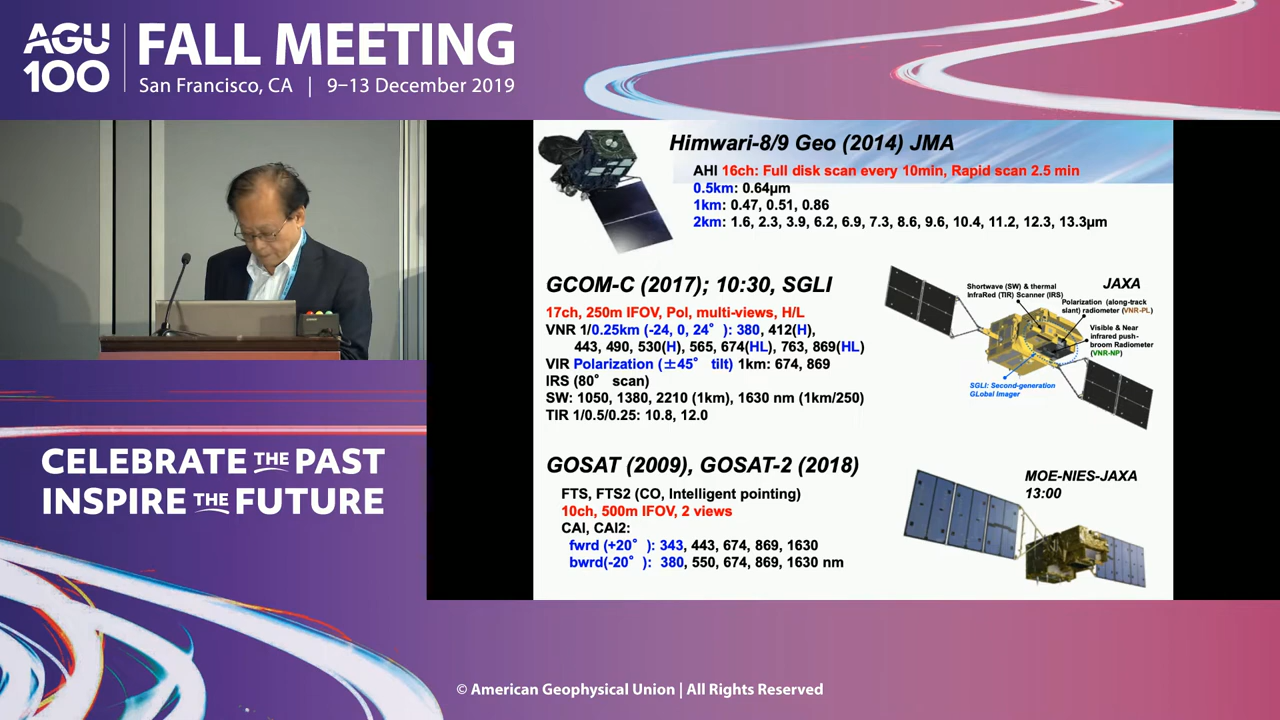 AGU
100
FALL MEETING
San Francisco, CA | 9–13 December 2019
Himwari-8/9 Geo (2014) JMA
AHI 16ch: Full disk scan every 10min, Rapid scan 2.5 min
0.5km: 0.64µm
1km: 0.47, 0.51, 0.86
2km: 1.6, 2.3, 3.9, 6.2, 6.9, 7.3, 8.6, 9.6, 10.4, 11.2, 12.3, 13.3µm
GCOM-C (2017); 10:30, SGLI
17ch, 250m IFOV, Pol, multi-views, H/L
VNR 1/0.25km (-24, 0, 24°): 380, 412(H),
443, 490, 530(H), 565, 674(HL), 763, 869(HL)
VIR Polarization (±45° tilt) 1km: 674, 869
IRS (80° scan)
SW: 1050, 1380, 2210 (1km), 1630 nm (1km/250)
TIR 1/0.5/0.25: 10.8, 12.0
JAXA
Shortwave (SW) & thermal
InfraRed (TIR) Scanner (IRS)
Polarization (along-track
slant) radiometer (VNR-PL)
Visible & Near
infrared push-
broom Radiometer
(VNR-NP)
SGLI: Second-generation
GLobal Imager
GOSAT (2009), GOSAT-2 (2018)
FTS, FTS2 (CO, Intelligent pointing)
10ch, 500m IFOV, 2 views
CAI, CAI2:
fwrd (+20°): 343, 443, 674, 869, 1630
bwrd(-20°): 380, 550, 674, 869, 1630 nm
MOE-NIES-JAXA
13:00
CELEBRATE THE PAST
INSPIRE THE FUTURE
© American Geophysical Union | All Rights Reserved